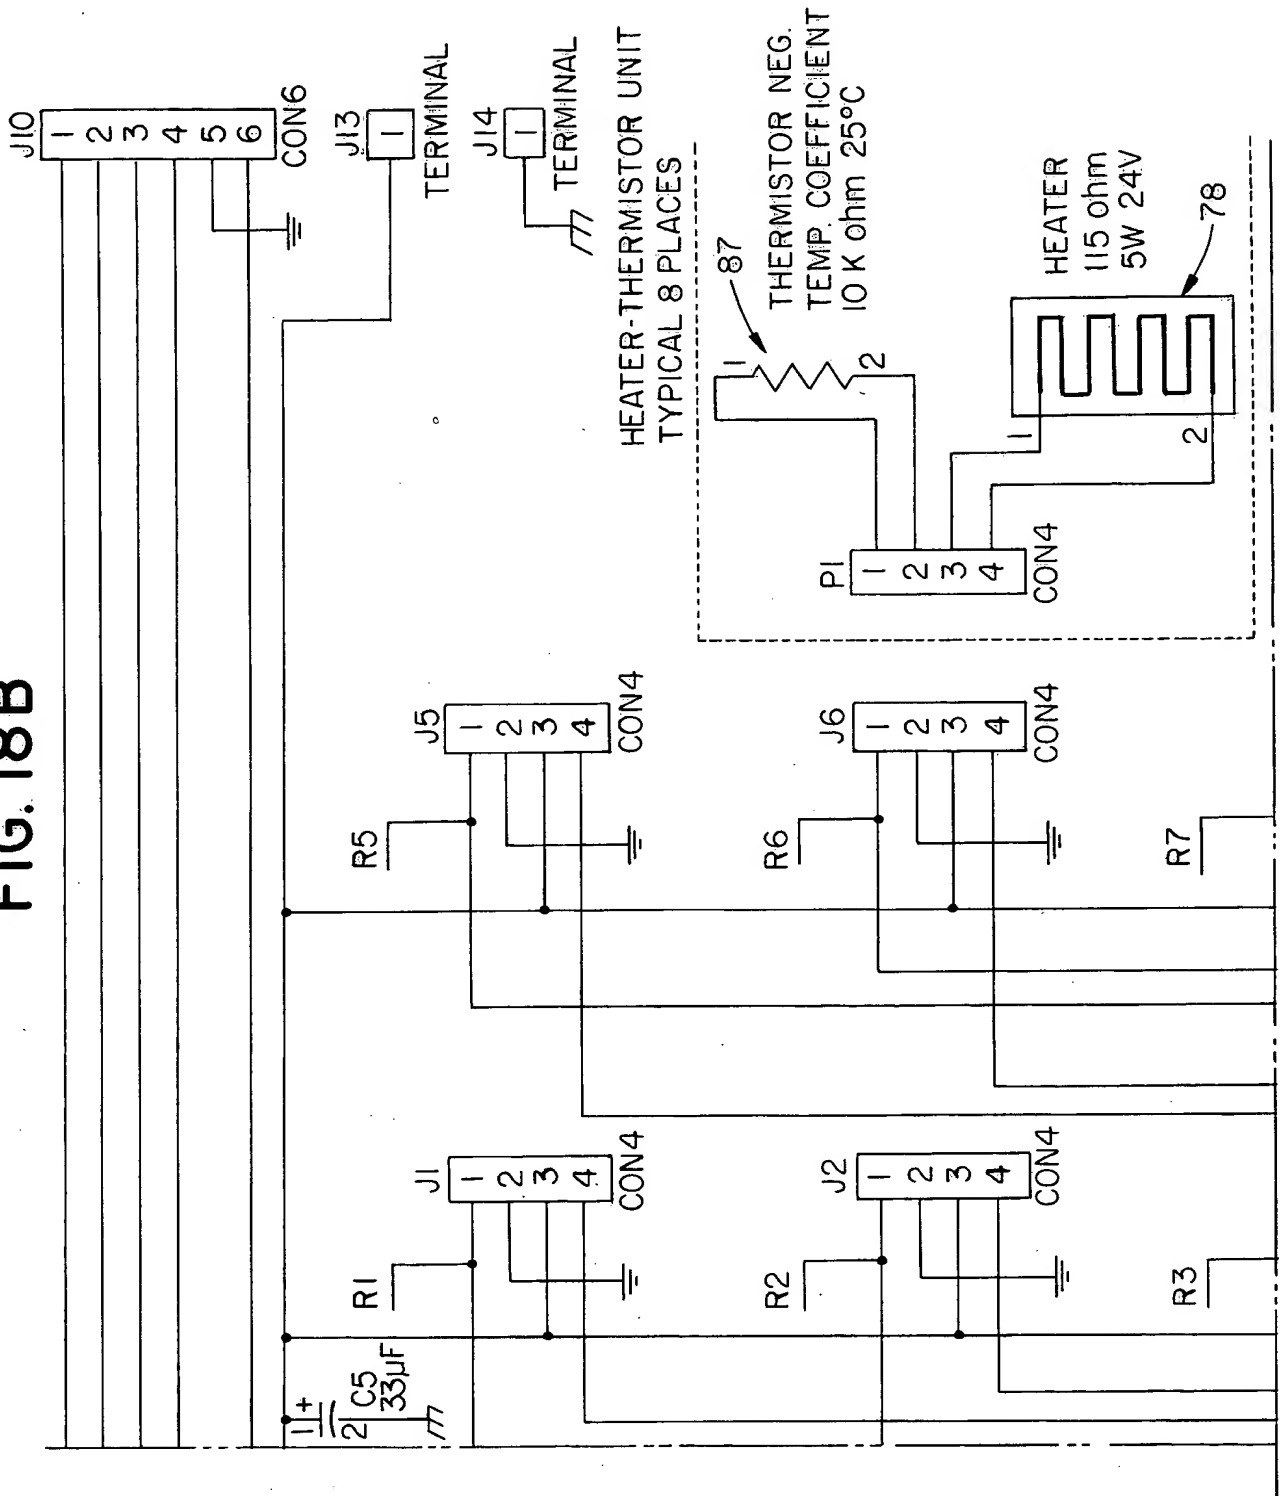 FIG. 18B
J10
1
2
3
4
5
6
CON6
J13
1
TERMINAL
J14
1
TERMINAL
HEATER-THERMISTOR UNIT
TYPICAL 8 PLACES
87
THERMISTOR NEG.
TEMP. COEFFICIENT
10 K ohm 25°C
1
2
HEATER
115 ohm
5W 24V
78
1
2
P1
1
2
3
4
CON4
J5
1
2
3
4
CON4
R5
J6
1
2
3
4
CON4
R6
R7
J1
1
2
3
4
CON4
R1
J2
1
2
3
4
CON4
R2
R3
1 +
2
C5
33µF